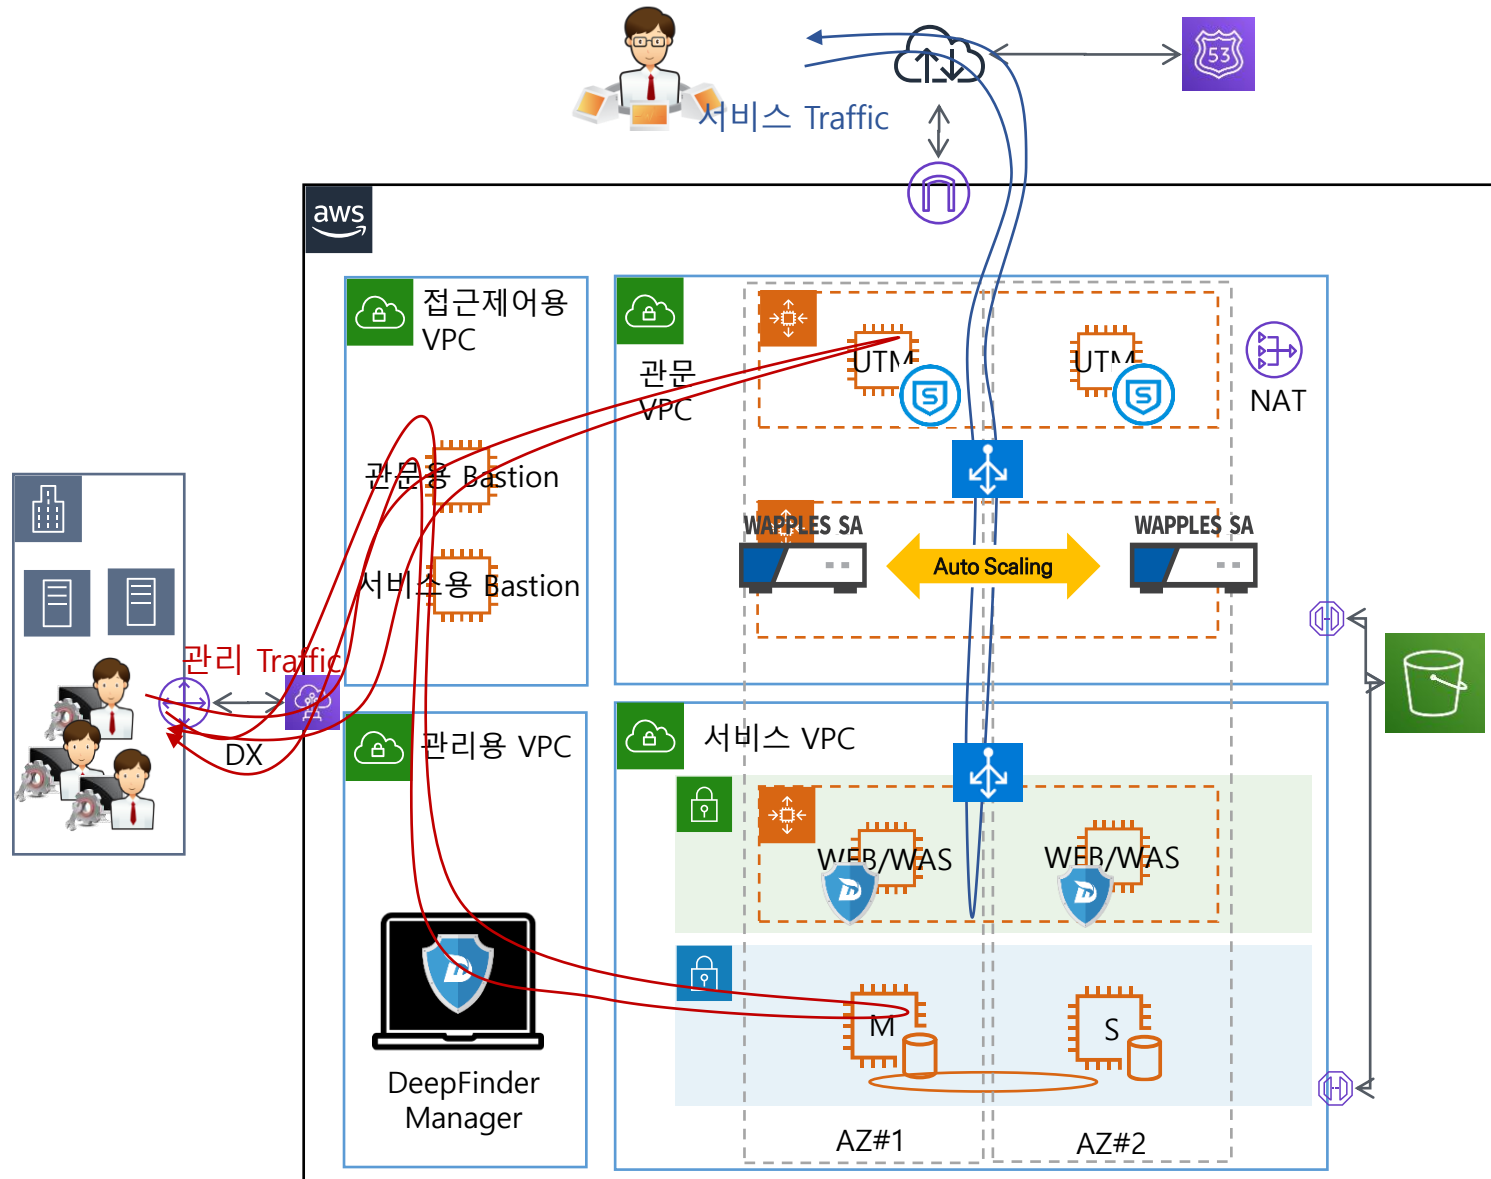 53
서비스 Traffic
aws
접근제어용
VPC
관문
VPC
UTM
UTM
NAT
관문용 Bastion
WAPPLES SA
WAPPLES SA
Auto Scaling
서비스용 Bastion
관리 Traffic
DX
관리용 VPC
서비스 VPC
WEB/WAS
WEB/WAS
M
S
DeepFinder
Manager
AZ#1
AZ#2